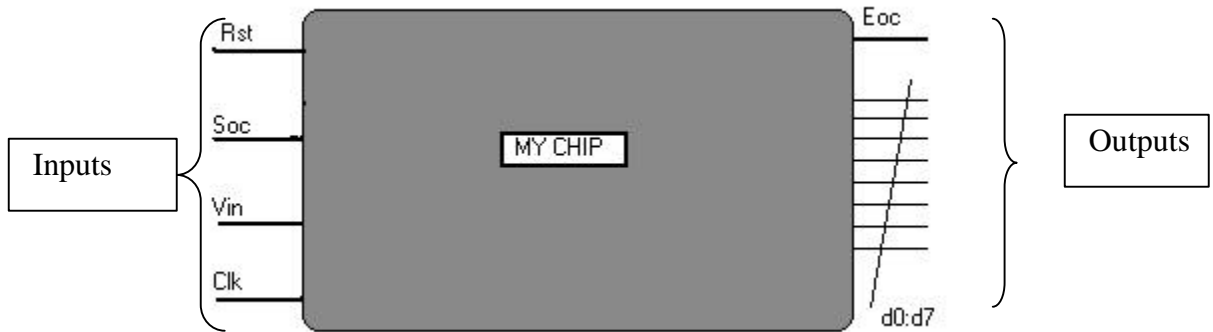 Rst
Eoc
Soc
MY CHIP
Inputs
Outputs
Vin
Clk
d0:d7